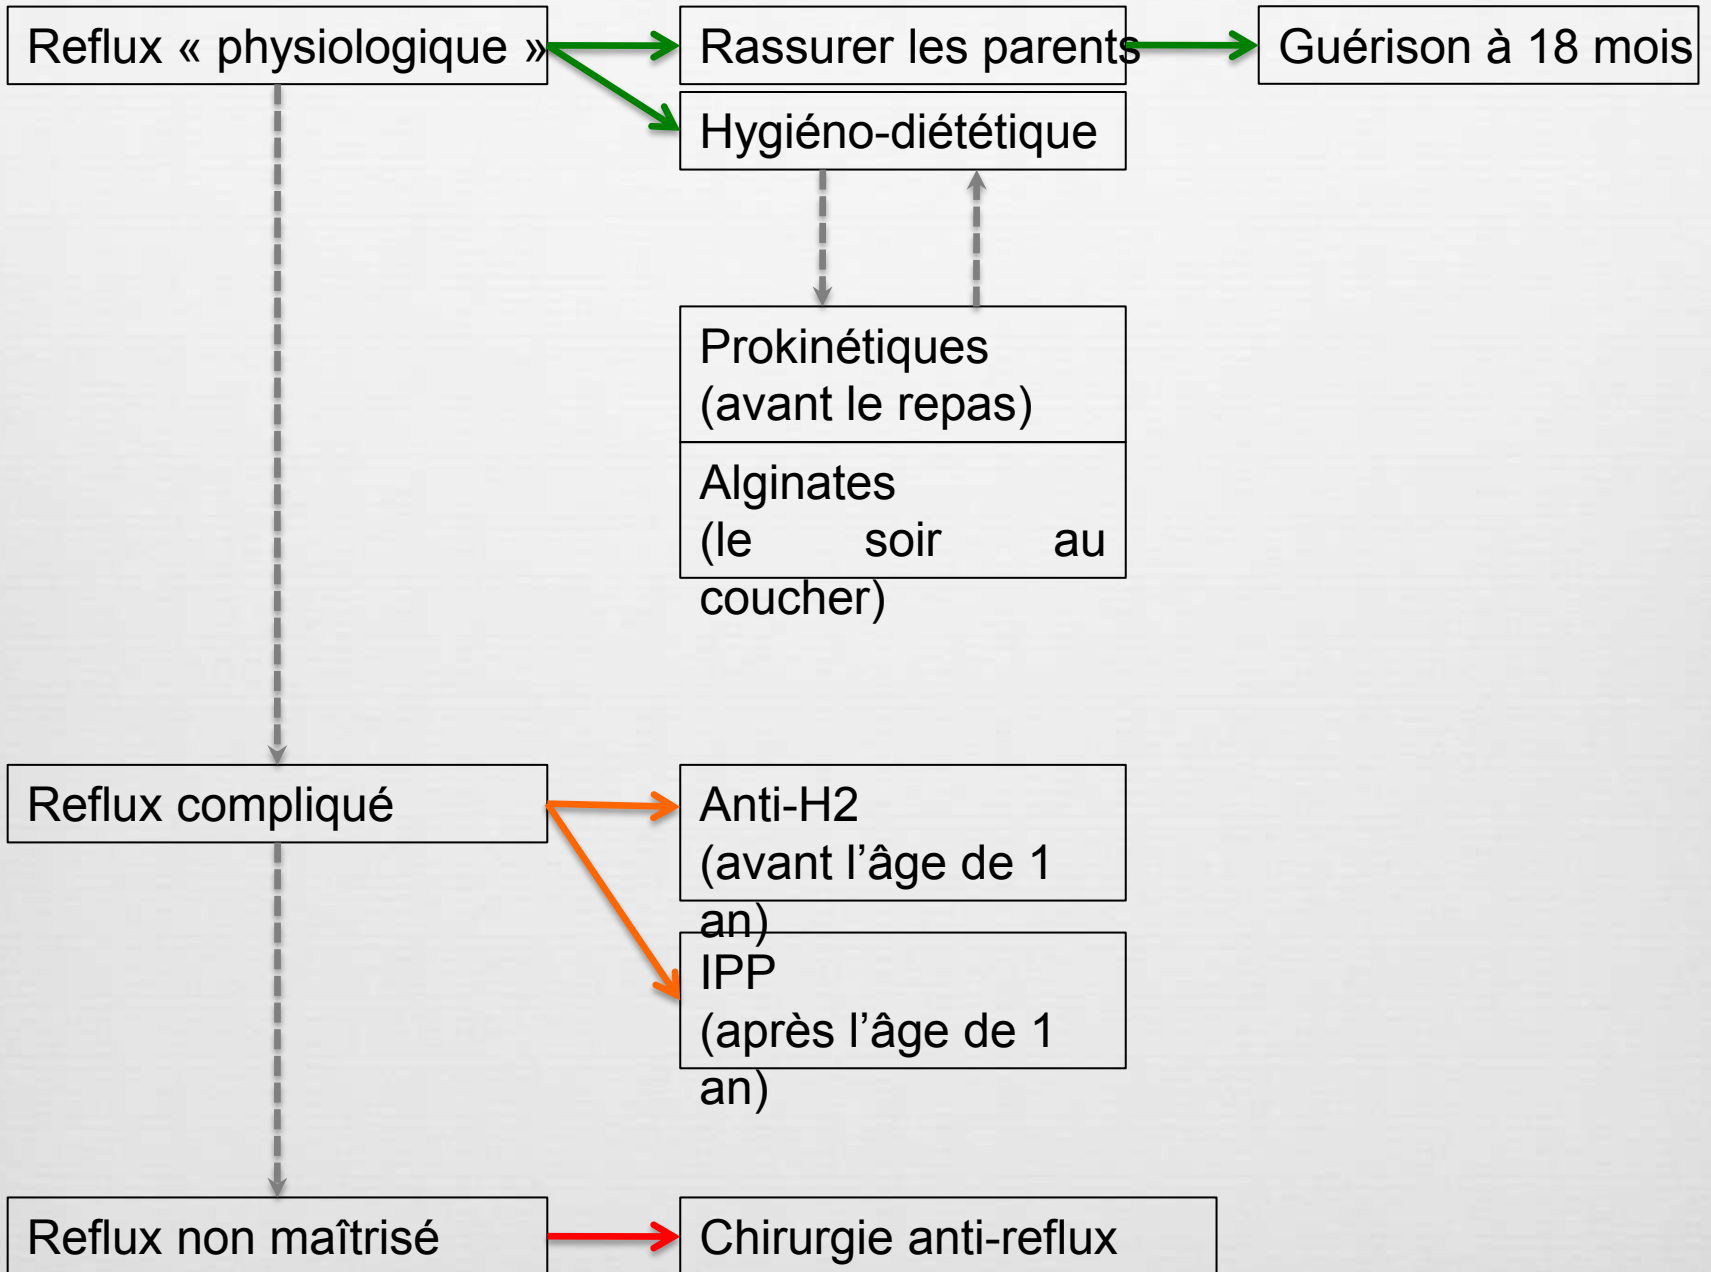 Reflux « physiologique »
Rassurer les parents
Guérison à 18 mois
Hygiéno-diététique
Prokinétiques
(avant le repas)
Alginates
(le soir au
coucher)
Reflux compliqué
Anti-H2
(avant l’âge de 1
an)
IPP
(après l’âge de 1
an)
Reflux non maîtrisé
Chirurgie anti-reflux